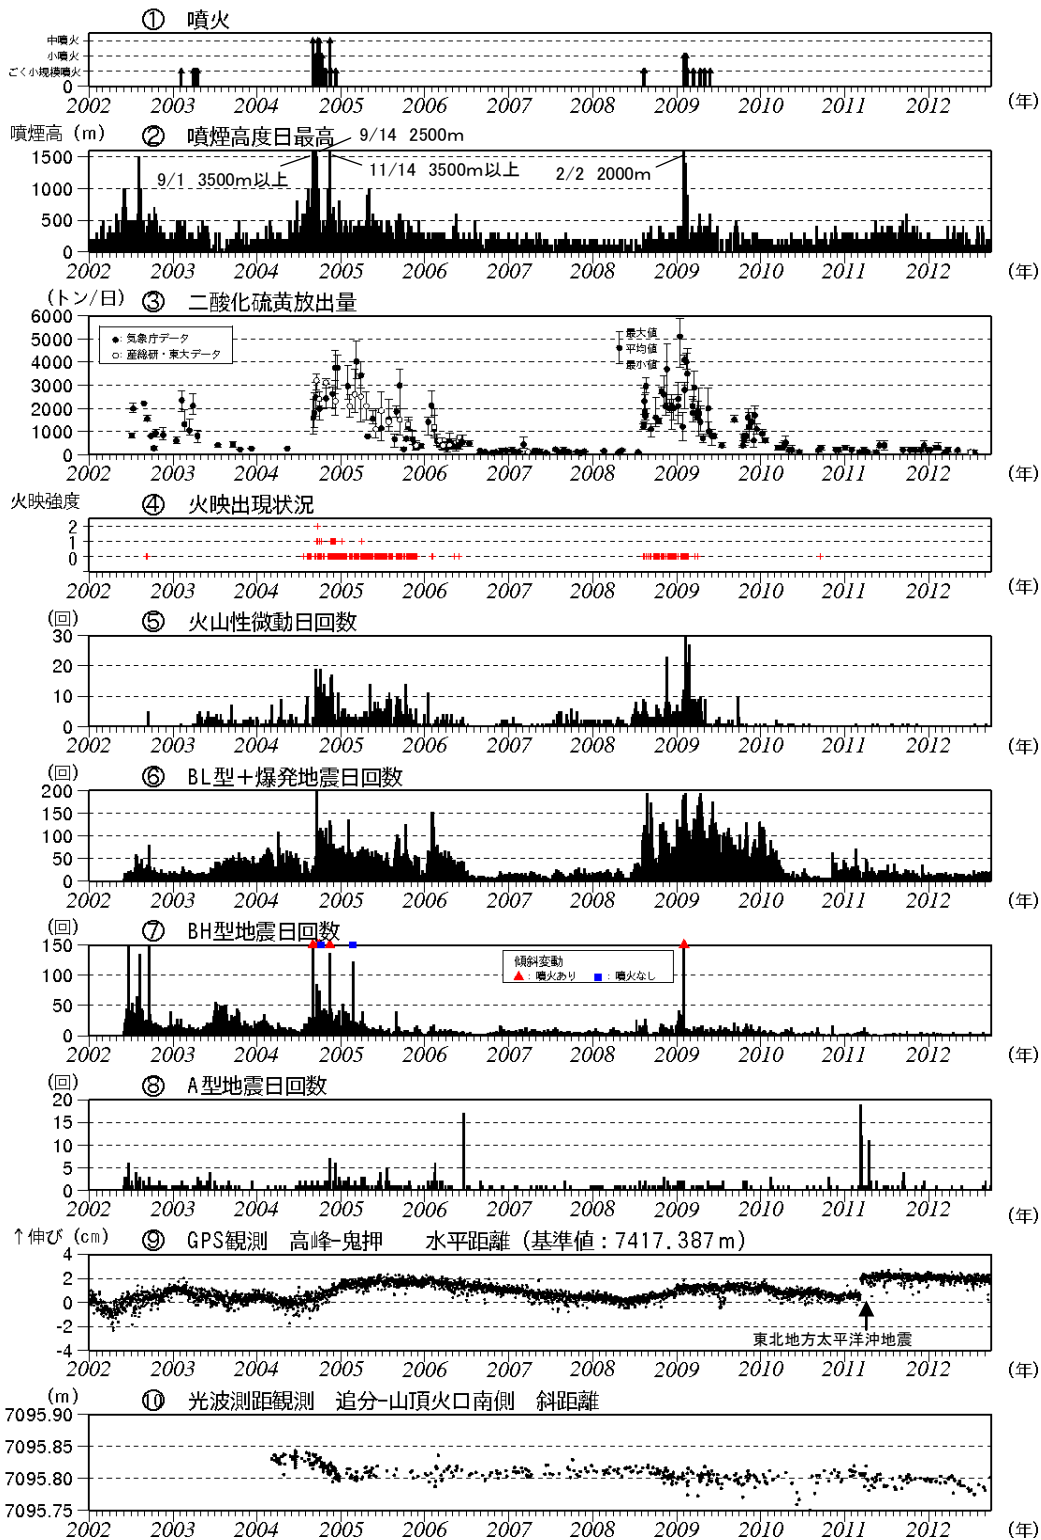 ① 噴火
中噴火
小噴火
ごく小規模噴火
0
2002 2003 2004 2005 2006 2007 2008 2009 2010 2011 2012 (年)
噴煙高 (m) ② 噴煙高度日最高 9/14 2500m
9/1 3500m以上 11/14 3500m以上 2/2 2000m
1500
1000
500
0
2002 2003 2004 2005 2006 2007 2008 2009 2010 2011 2012 (年)
(トン/日) ③ 二酸化硫黄放出量
6000
5000
4000
3000
2000
1000
0
●: 気象庁データ
○: 産総研・東大データ
最大値
平均値
最小値
2002 2003 2004 2005 2006 2007 2008 2009 2010 2011 2012 (年)
火映強度 ④ 火映出現状況
2
1
0
2002 2003 2004 2005 2006 2007 2008 2009 2010 2011 2012 (年)
(回) ⑤ 火山性微動日回数
30
20
10
0
2002 2003 2004 2005 2006 2007 2008 2009 2010 2011 2012 (年)
(回) ⑥ BL型+爆発地震日回数
200
150
100
50
0
2002 2003 2004 2005 2006 2007 2008 2009 2010 2011 2012 (年)
(回) ⑦ BH型地震日回数
150
100
50
0
傾斜変動
▲: 噴火あり ■: 噴火なし
2002 2003 2004 2005 2006 2007 2008 2009 2010 2011 2012 (年)
(回) ⑧ A型地震日回数
20
15
10
5
0
2002 2003 2004 2005 2006 2007 2008 2009 2010 2011 2012 (年)
↑伸び (cm) ⑨ GPS観測 高峰-鬼押 水平距離 (基準値:7417.387m)
4
2
0
-2
-4
東北地方太平洋沖地震
2002 2003 2004 2005 2006 2007 2008 2009 2010 2011 2012 (年)
(m) ⑩ 光波測距観測 追分-山頂火口南側 斜距離
7095.90
7095.85
7095.80
7095.75
2002 2003 2004 2005 2006 2007 2008 2009 2010 2011 2012 (年)